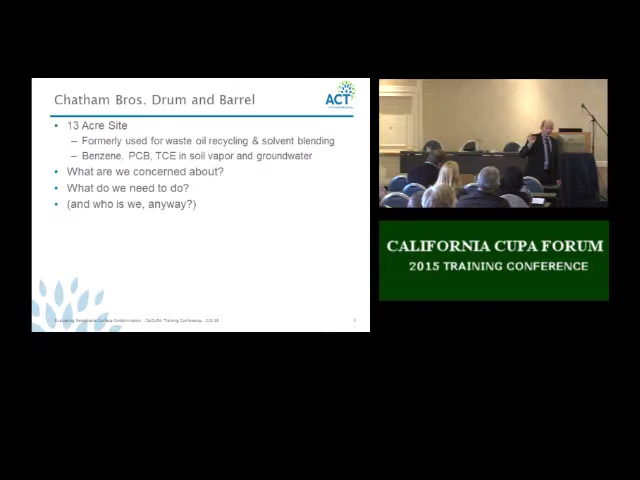 Chatham Bros. Drum and Barrel
ACT
• 13 Acre Site
– Formerly used for waste oil recycling & solvent blending
– Benzene, PCB, TCE in soil vapor and groundwater
• What are we concerned about?
• What do we need to do?
• (and who is we, anyway?)
CALIFORNIA CUPA FORUM
2015 TRAINING CONFERENCE